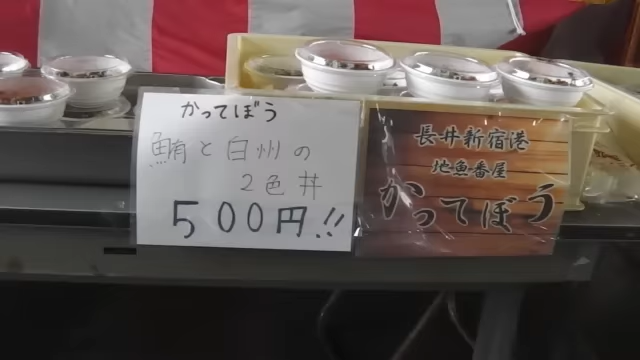 かってぼう
鮪と白州の
2色丼
500円!!
長井新宿港
地魚番屋
かってぼう